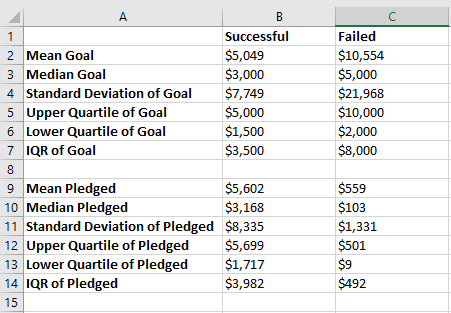 A B C
1 Successful Failed
2 Mean Goal $5,049 $10,554
3 Median Goal $3,000 $5,000
4 Standard Deviation of Goal $7,749 $21,968
5 Upper Quartile of Goal $5,000 $10,000
6 Lower Quartile of Goal $1,500 $2,000
7 IQR of Goal $3,500 $8,000
8
9 Mean Pledged $5,602 $559
10 Median Pledged $3,168 $103
11 Standard Deviation of Pledged $8,335 $1,331
12 Upper Quartile of Pledged $5,699 $501
13 Lower Quartile of Pledged $1,717 $9
14 IQR of Pledged $3,982 $492
15